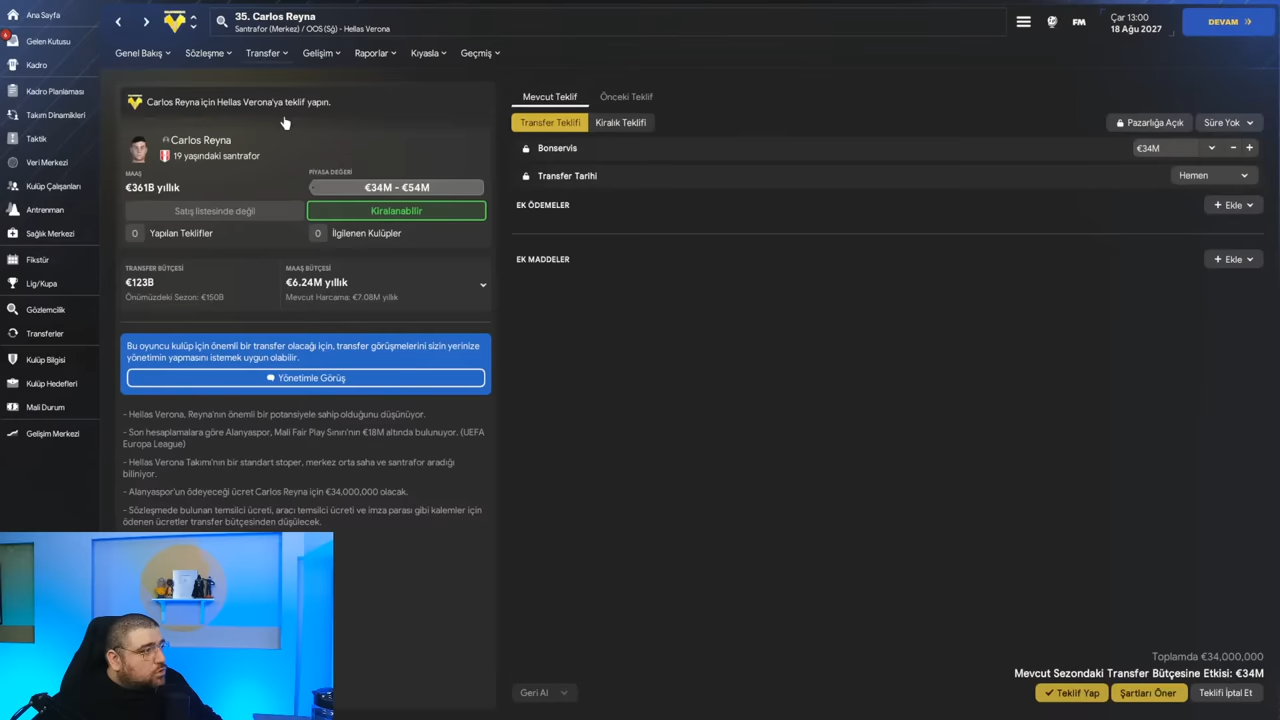 Ana Sayfa
6
Gelen Kutusu
Kadro
Kadro Planlaması
Takım Dinamikleri
Taktik
Veri Merkezi
Kulüp Çalışanları
Antrenman
Sağlık Merkezi
Fikstür
Lig/Kupa
Gözlemcilik
Transferler
Kulüp Bilgisi
Kulüp Hedefleri
Mali Durum
Gelişim Merkezi
35. Carlos Reyna
Santrafor (Merkez) / OOS (Sğ) - Hellas Verona
FM
Çar 13:00
18 Ağu 2027
DEVAM
Genel Bakış
Sözleşme
Transfer
Gelişim
Raporlar
Kıyasla
Geçmiş
Carlos Reyna için Hellas Verona'ya teklif yapın.
Carlos Reyna
19 yaşındaki santrafor
MAAŞ
€361B yıllık
PİYASA DEĞERİ
€34M - €54M
Satış listesinde değil
Kiralanabilir
0 Yapılan Teklifler
0 İlgilenen Kulüpler
TRANSFER BÜTÇESİ
€123B
Önümüzdeki Sezon: €150B
MAAŞ BÜTÇESİ
€6.24M yıllık
Mevcut Harcama: €7.08M yıllık
Bu oyuncu kulüp için önemli bir transfer olacağı için, transfer görüşmelerini sizin yerinize
yönetimin yapmasını istemek uygun olabilir.
Yönetimle Görüş
- Hellas Verona, Reyna'nın önemli bir potansiyele sahip olduğunu düşünüyor.
- Son hesaplamalara göre Alanyaspor, Mali Fair Play Sınırı'nın €18M altında bulunuyor. (UEFA
Europa League)
- Hellas Verona Takımı'nın bir standart stoper, merkez orta saha ve santrafor aradığı
biliniyor.
- Alanyaspor'un ödeyeceği ücret Carlos Reyna için €34,000,000 olacak.
- Sözleşmede bulunan temsilci ücreti, aracı temsilci ücreti ve imza parası gibi kalemler için
ödenen ücretler transfer bütçesinden düşülecek.
Mevcut Teklif
Önceki Teklif
Transfer Teklifi
Kiralık Teklifi
Pazarlığa Açık
Süre Yok
Bonservis
€34M
Transfer Tarihi
Hemen
EK ÖDEMELER
+ Ekle
EK MADDELER
+ Ekle
Toplamda €34,000,000
Mevcut Sezondaki Transfer Bütçesine Etkisi: €34M
Geri Al
Teklif Yap
Şartları Öner
Teklifi İptal Et